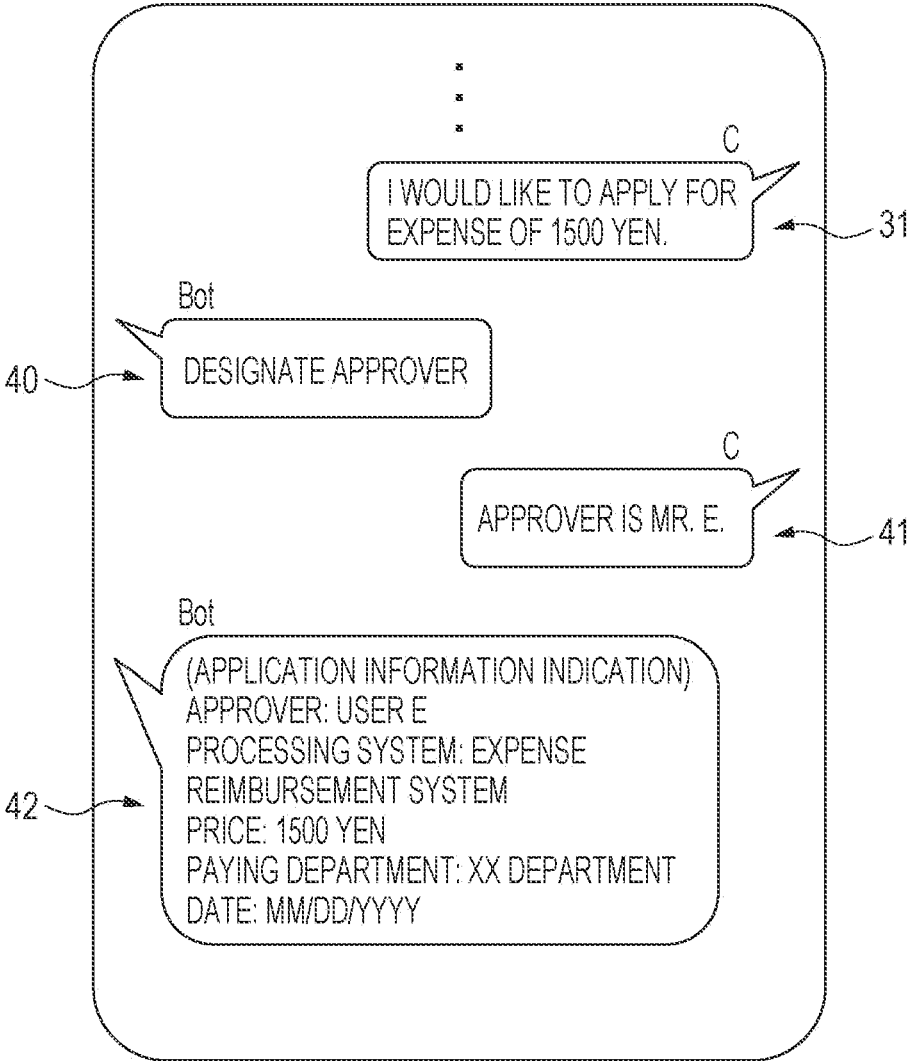 C
I WOULD LIKE TO APPLY FOR
EXPENSE OF 1500 YEN.
31
Bot
DESIGNATE APPROVER
40
C
APPROVER IS MR. E.
41
Bot
(APPLICATION INFORMATION INDICATION)
APPROVER: USER E
PROCESSING SYSTEM: EXPENSE
REIMBURSEMENT SYSTEM
PRICE: 1500 YEN
PAYING DEPARTMENT: XX DEPARTMENT
DATE: MM/DD/YYYY
42